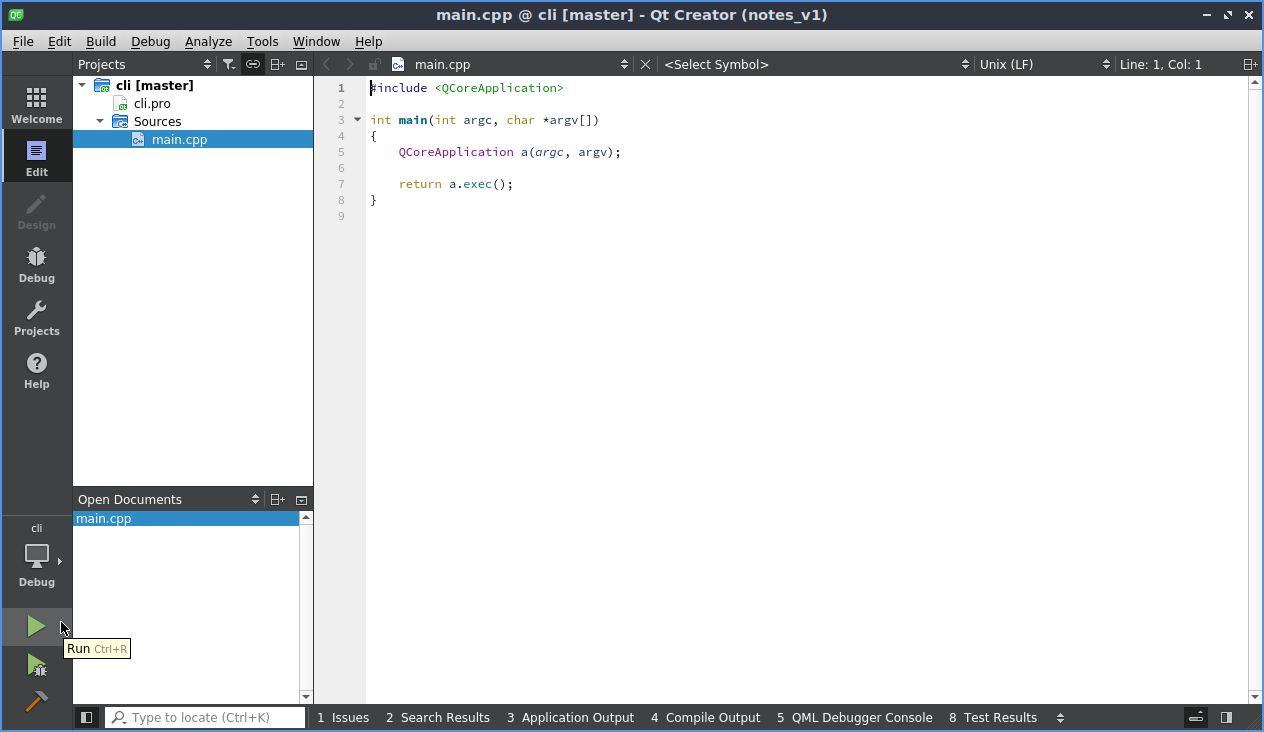 main.cpp @ cli [master] - Qt Creator (notes_v1)
File Edit Build Debug Analyze Tools Window Help
Projects
main.cpp
<Select Symbol>
Unix (LF)
Line: 1, Col: 1
Welcome
Edit
Design
Debug
Projects
Help
cli [master]
cli.pro
Sources
main.cpp
1 #include <QCoreApplication>
2
3 int main(int argc, char *argv[])
4 {
5     QCoreApplication a(argc, argv);
6
7     return a.exec();
8 }
9
Open Documents
main.cpp
cli
Debug
Run Ctrl+R
Type to locate (Ctrl+K)
1 Issues 2 Search Results 3 Application Output 4 Compile Output 5 QML Debugger Console 8 Test Results